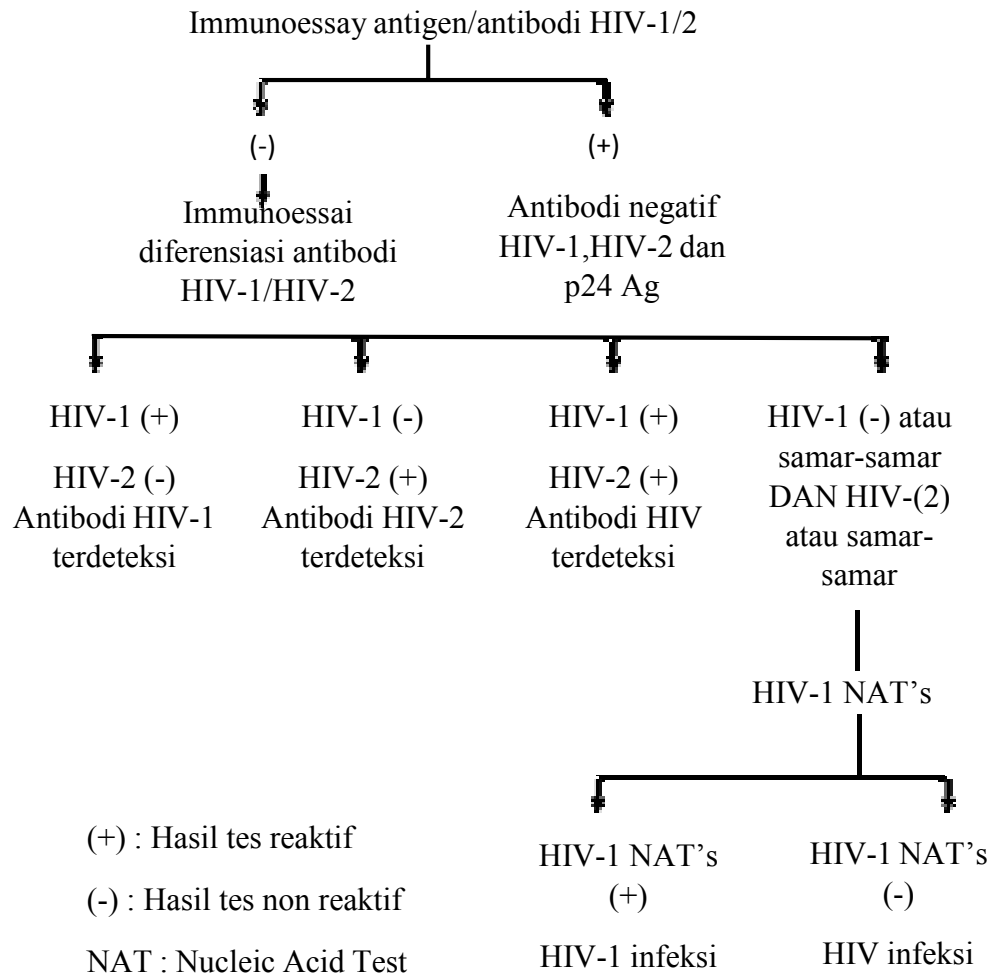 Immunoessay antigen/antibodi HIV-1/2
(-)
(+)
Immunoessai
diferensiasi antibodi
HIV-1/HIV-2
Antibodi negatif
HIV-1,HIV-2 dan
p24 Ag
HIV-1 (+)
HIV-2 (-)
Antibodi HIV-1
terdeteksi
HIV-1 (-)
HIV-2 (+)
Antibodi HIV-2
terdeteksi
HIV-1 (+)
HIV-2 (+)
Antibodi HIV
terdeteksi
HIV-1 (-) atau
samar-samar
DAN HIV-(2)
atau samar-
samar
HIV-1 NAT’s
HIV-1 NAT’s
(+)
HIV-1 infeksi
HIV-1 NAT’s
(-)
HIV infeksi
(+) : Hasil tes reaktif
(-) : Hasil tes non reaktif
NAT : Nucleic Acid Test